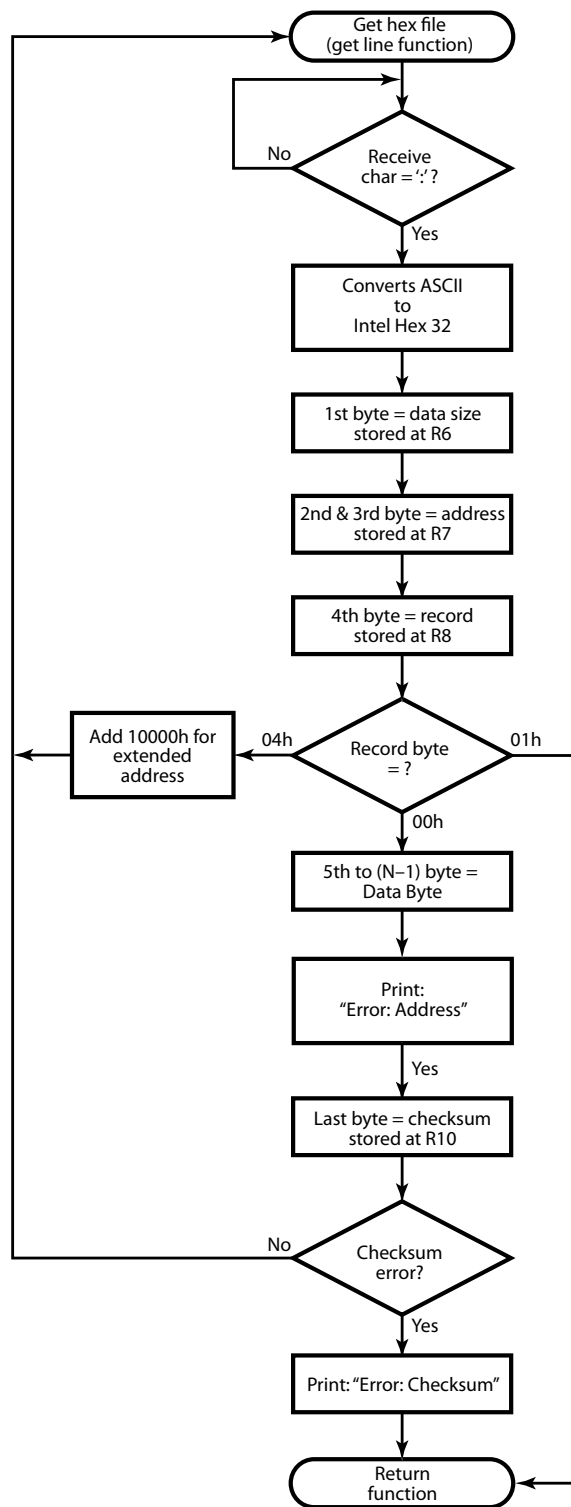 Get hex file
(get line function)
No
Receive
char = ‘:’ ?
Yes
Converts ASCII
to
Intel Hex 32
1st byte = data size
stored at R6
2nd & 3rd byte = address
stored at R7
4th byte = record
stored at R8
Add 10000h for
extended
address
04h
Record byte
= ?
01h
00h
5th to (N–1) byte =
Data Byte
Print:
“Error: Address”
Yes
Last byte = checksum
stored at R10
No
Checksum
error?
Yes
Print: “Error: Checksum”
Return
function